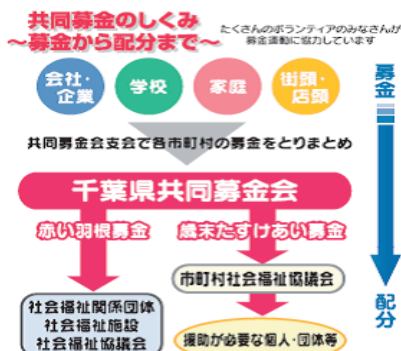 共同募金のしくみ
～募金から配分まで～
たくさんのボランティアのみなさんが
募金運動に協力しています
会社・
企業
学校
家庭
街頭・
店頭
募金
共同募金会支会で各市町村の募金をとりまとめ
千葉県共同募金会
赤い羽根募金
歳末たすけあい募金
市町村社会福祉協議会
社会福祉関係団体
社会福祉施設
社会福祉協議会
援助が必要な個人・団体等
配分